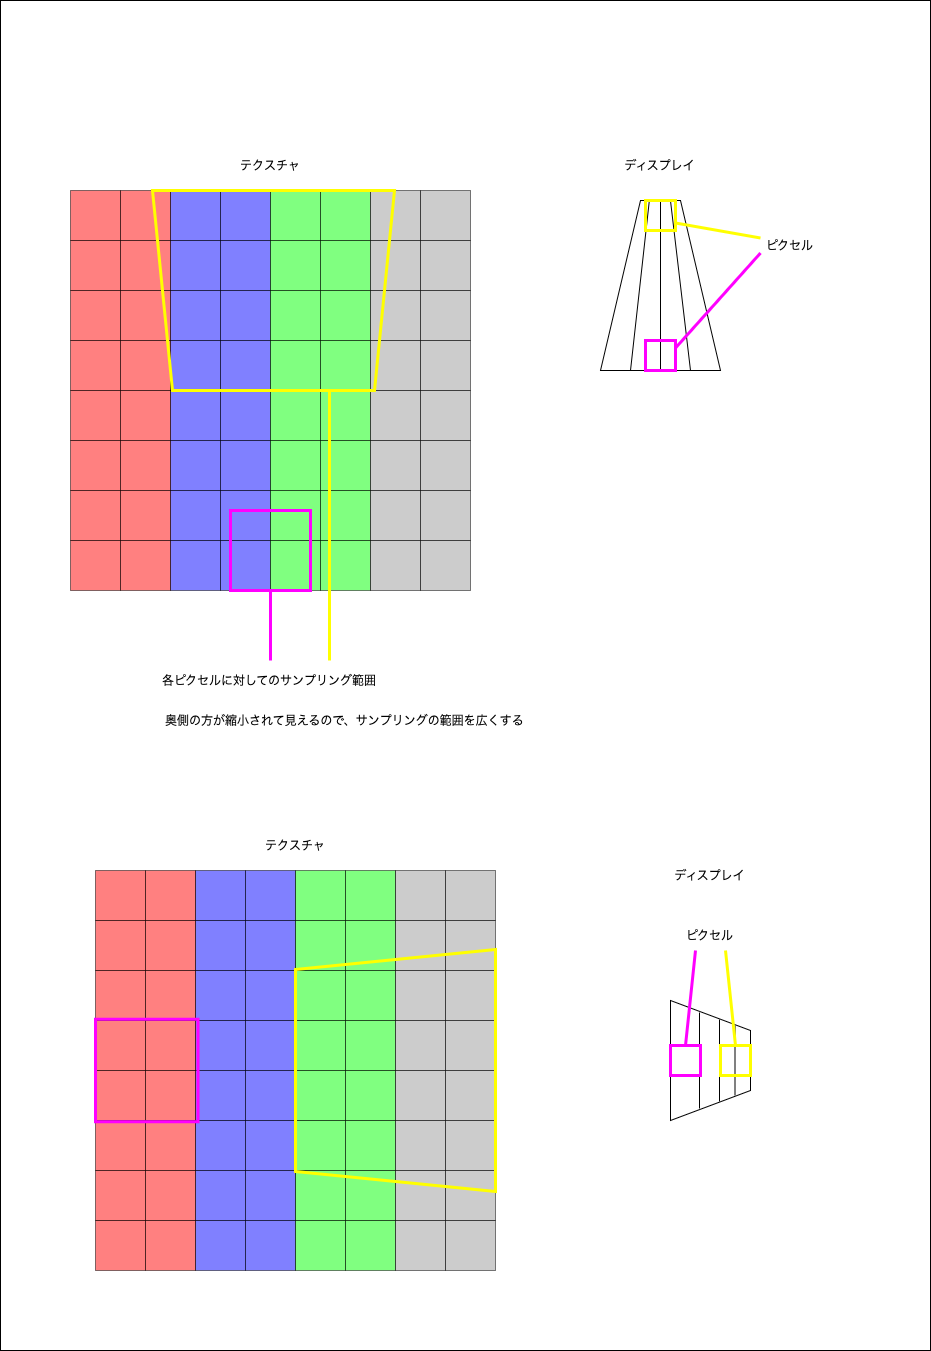 テクスチャ
ディスプレイ
ピクセル
各ピクセルに対してのサンプリング範囲
奥側の方が縮小されて見えるので、サンプリングの範囲を広くする
テクスチャ
ディスプレイ
ピクセル